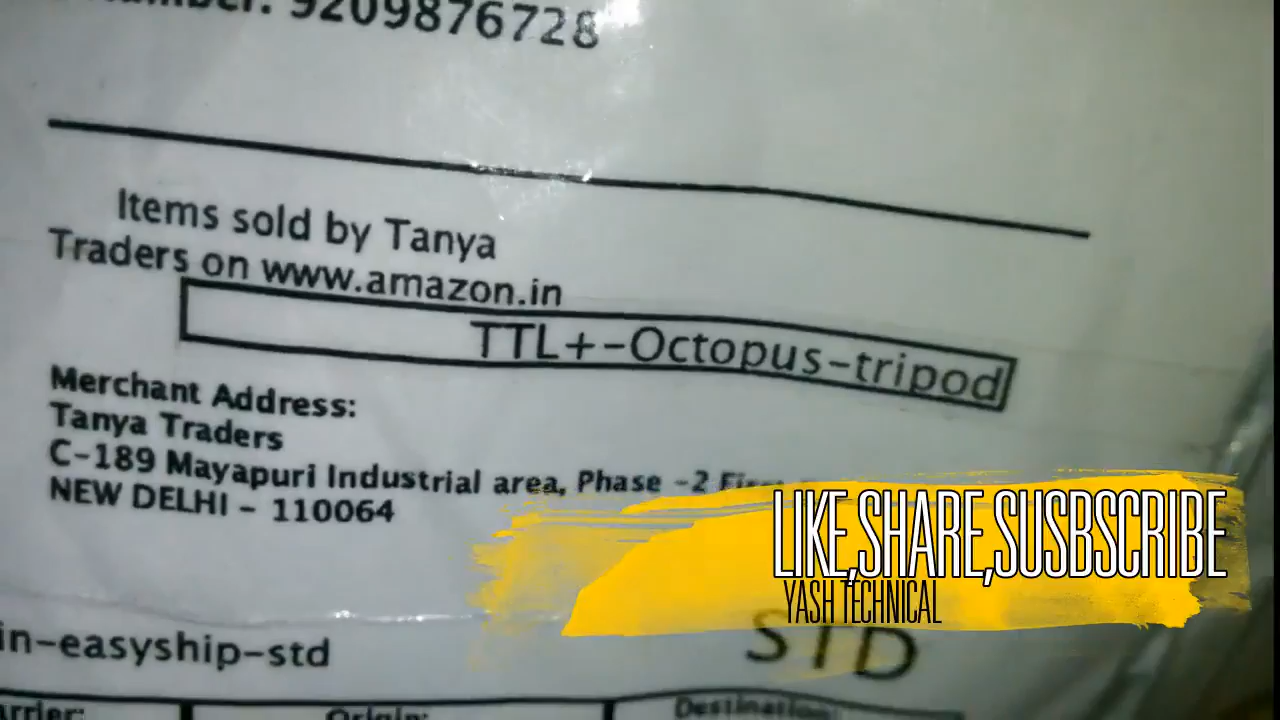 9209876728
Items sold by Tanya
Traders on www.amazon.in
TTL+-Octopus-tripod
Merchant Address:
Tanya Traders
C-189 Mayapuri Industrial area, Phase -2
NEW DELHI - 110064
LIKE,SHARE,SUSBSCRIBE
YASH TECHNICAL
in-easyship-std
STD
Origin:
Destination